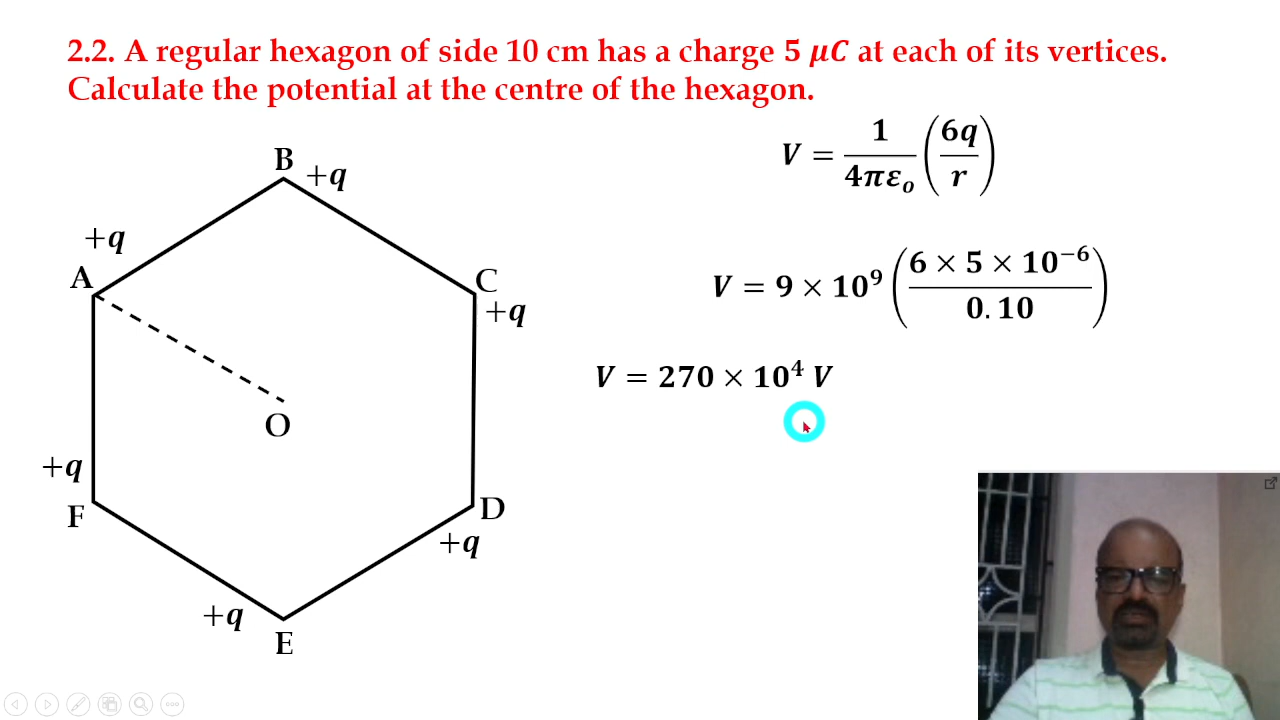 2.2. A regular hexagon of side 10 cm has a charge 5 μC at each of its vertices.
Calculate the potential at the centre of the hexagon.
V = 1/4πε₀ (6q/r)
V = 9 × 10⁹ (6 × 5 × 10⁻⁶/0.10)
V = 270 × 10⁴ V
B
+q
+q
A
C
+q
O
+q
F
D
+q
+q
E